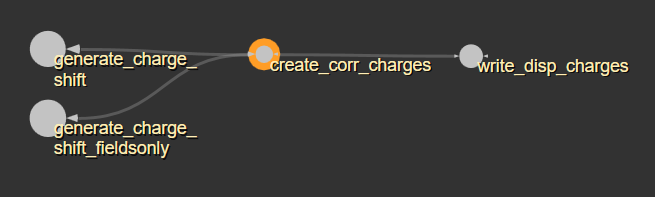 generate_charge_
shift
create_corr_charges
write_disp_charges
generate_charge_
shift_fieldsonly